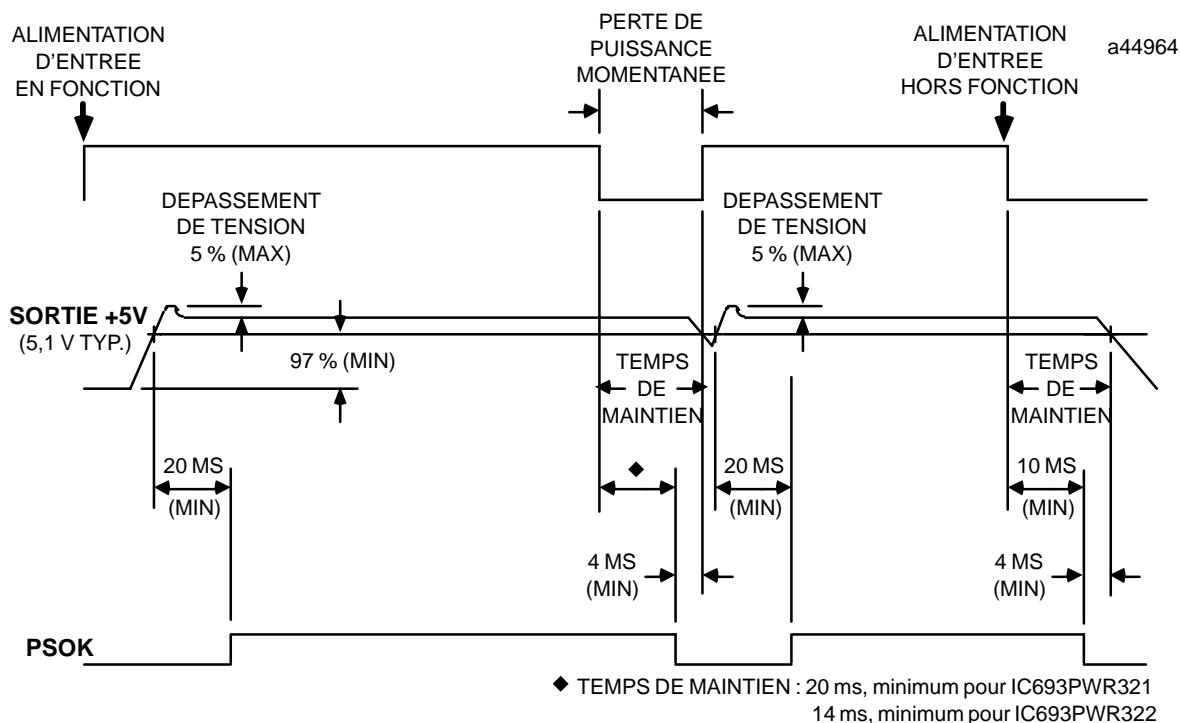 ALIMENTATION
D'ENTREE
EN FONCTION
PERTE DE
PUISSANCE
MOMENTANEE
ALIMENTATION
D'ENTREE
HORS FONCTION
a44964
DEPASSEMENT
DE TENSION
5 % (MAX)
DEPASSEMENT
DE TENSION
5 % (MAX)
SORTIE +5V
(5,1 V TYP.)
97 % (MIN)
TEMPS
DE
MAINTIEN
TEMPS
DE
MAINTIEN
20 MS
(MIN)
◆
20 MS
(MIN)
10 MS
(MIN)
4 MS
(MIN)
4 MS
(MIN)
PSOK
◆ TEMPS DE MAINTIEN : 20 ms, minimum pour IC693PWR321
14 ms, minimum pour IC693PWR322